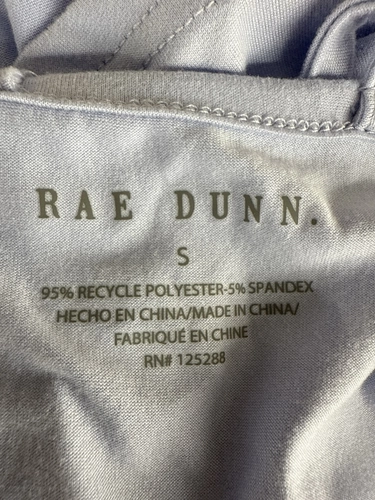 RAE DUNN.
S
95% RECYCLE POLYESTER-5% SPANDEX
HECHO EN CHINA/MADE IN CHINA/
FABRIQUÉ EN CHINE
RN# 125288